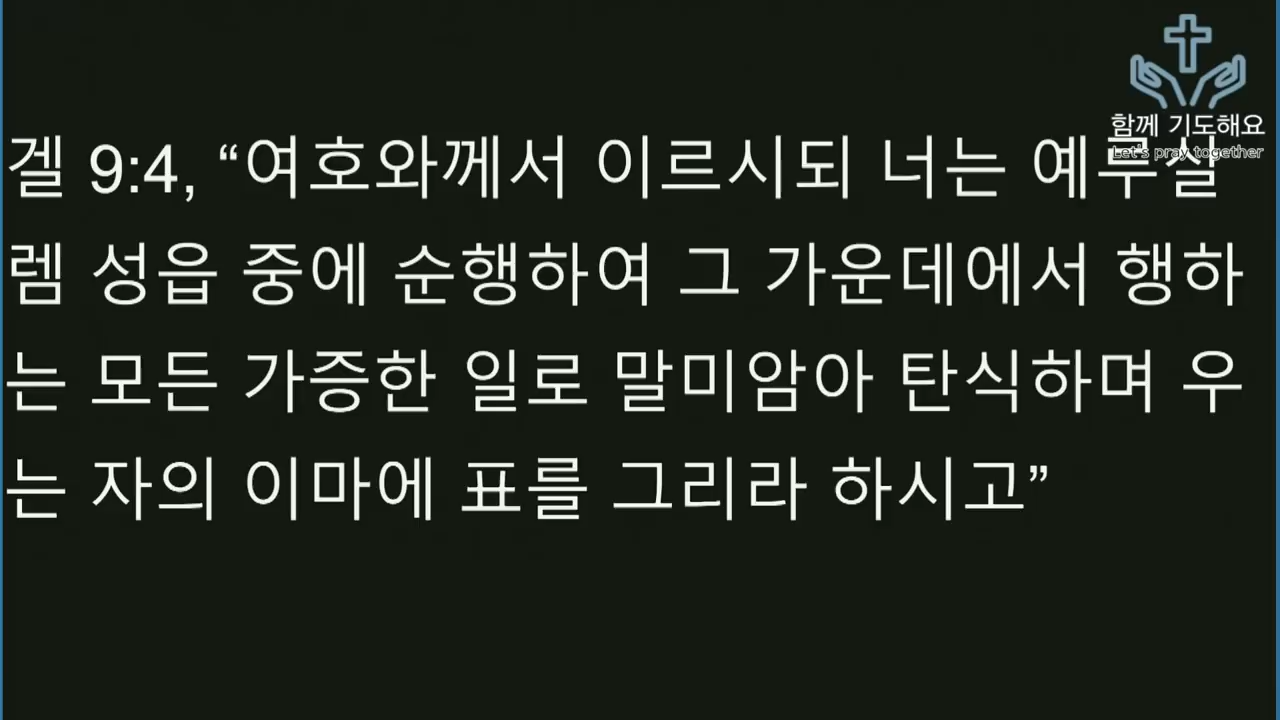 함께 기도해요
Let's pray together
겔 9:4, “여호와께서 이르시되 너는 예루살
렘 성읍 중에 순행하여 그 가운데에서 행하
는 모든 가증한 일로 말미암아 탄식하며 우
는 자의 이마에 표를 그리라 하시고”